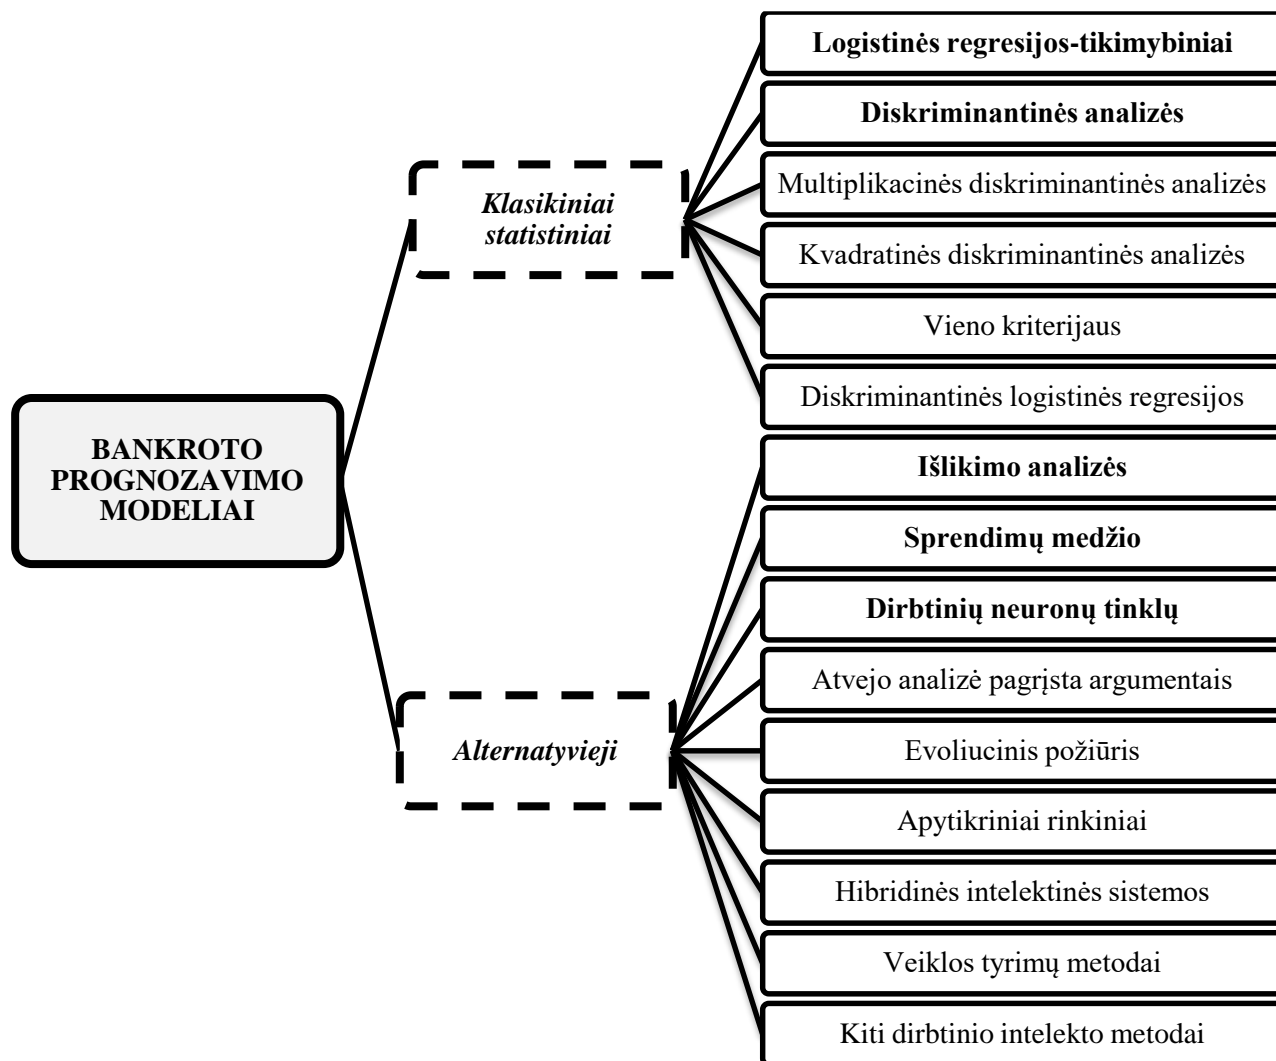 BANKROTO
PROGNOZAVIMO
MODELIAI
Klasikiniai
statistiniai
Logistinės regresijos-tikimybiniai
Diskriminantinės analizės
Multiplikacinės diskriminantinės analizės
Kvadratinės diskriminantinės analizės
Vieno kriterijaus
Diskriminantinės logistinės regresijos
Alternatyvieji
Išlikimo analizės
Sprendimų medžio
Dirbtinių neuronų tinklų
Atvejo analizė pagrįsta argumentais
Evoliucinis požiūris
Apytikriniai rinkiniai
Hibridinės intelektinės sistemos
Veiklos tyrimų metodai
Kiti dirbtinio intelekto metodai